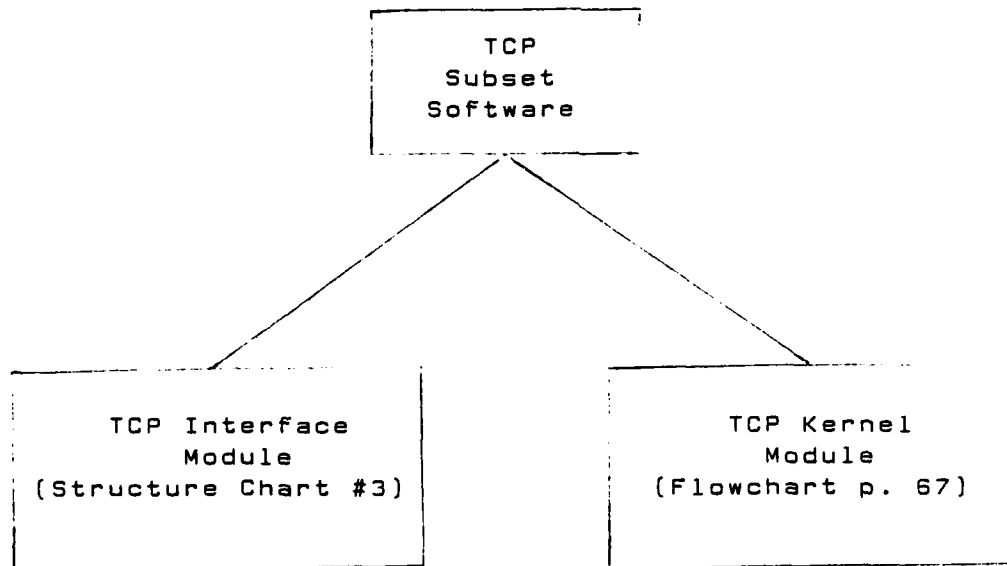 TCP
Subset
Software
TCP Interface
Module
(Structure Chart #3)
TCP Kernel
Module
(Flowchart p. 67)